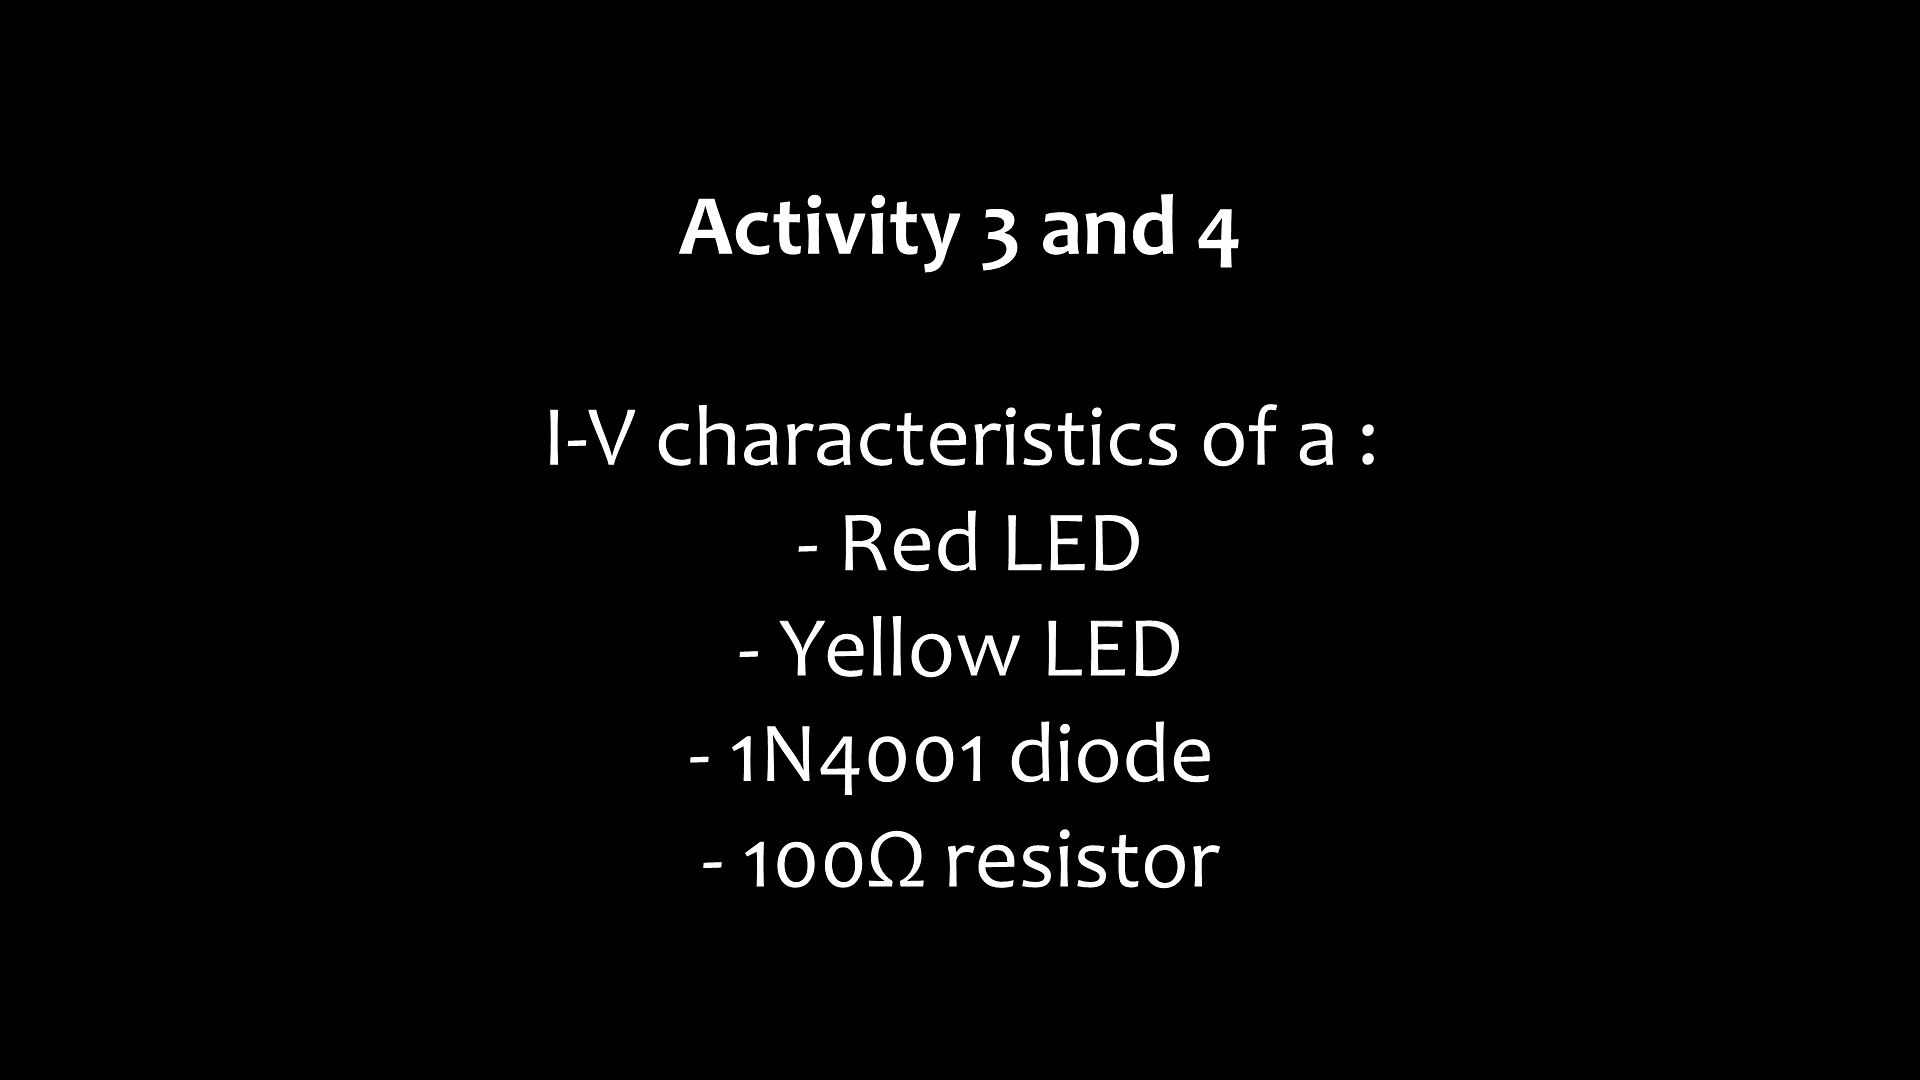 Activity 3 and 4
I-V characteristics of a :
- Red LED
- Yellow LED
- 1N4001 diode
- 100Ω resistor